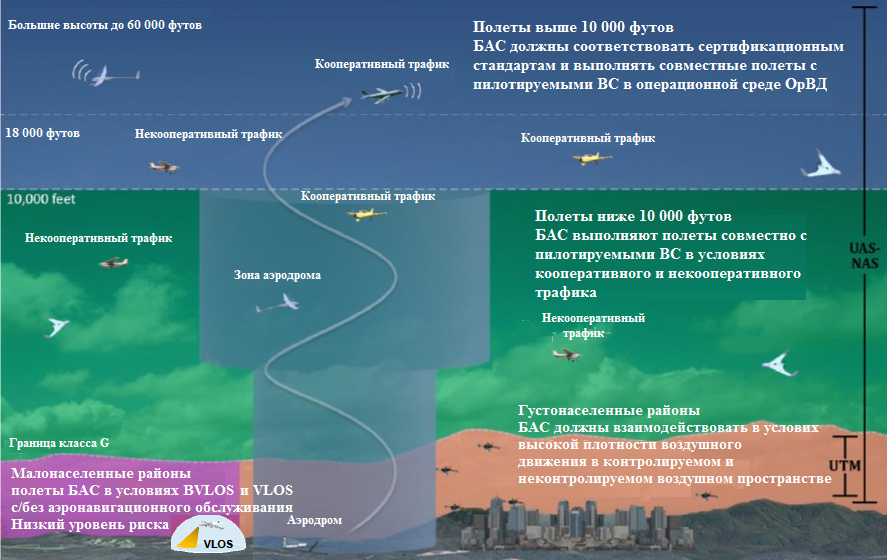 Большие высоты до 60 000 футов
Кооперативный трафик
Полеты выше 10 000 футов
БАС должны соответствовать сертификационным
стандартам и выполнять совместные полеты с
пилотируемыми ВС в операционной среде ОрВД
18 000 футов
Некооперативный трафик
Кооперативный трафик
10,000 feet
Кооперативный трафик
Некооперативный трафик
Зона аэродрома
Полеты ниже 10 000 футов
БАС выполняют полеты совместно с
пилотируемыми ВС в условиях
кооперативного и некооперативного
трафика
UAS-
NAS
Некооперативный
трафик
Густонаселенные районы
БАС должны взаимодействовать в услових
высокой плотности воздушного
движения в контролируемом и
неконтролируемом воздушном пространстве
UTM
Граница класса G
Малонаселенные районы
полеты БАС в условиях BVLOS и VLOS
с/без аэронавигационного обслуживания
Низкий уровень риска
Аэродром
VLOS